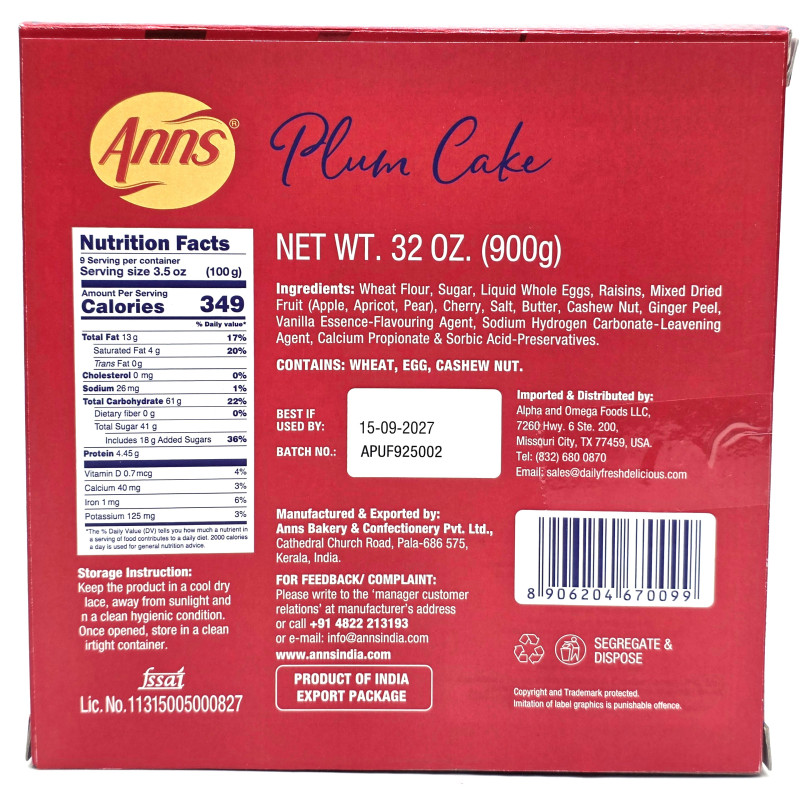 Anns®
Plum Cake
Nutrition Facts
9 Serving per container
Serving size 3.5 oz (100 g)
Amount Per Serving
Calories 349
% Daily value*
Total Fat 13 g 17%
Saturated Fat 4 g 20%
Trans Fat 0 g
Cholesterol 0 mg 0%
Sodium 26 mg 1%
Total Carbohydrate 61 g 22%
Dietary fiber 0 g 0%
Total Sugar 41 g
Includes 18 g Added Sugars 36%
Protein 4.45 g
Vitamin D 0.7 mcg 4%
Calcium 40 mg 3%
Iron 1 mg 6%
Potassium 125 mg 3%
*The % Daily Value (DV) tells you how much a nutrient in
a serving of food contributes to a daily diet. 2000 calories
a day is used for general nutrition advice.
Storage Instruction:
Keep the product in a cool dry
lace, away from sunlight and
n a clean hygienic condition.
Once opened, store in a clean
irtight container.
fssai
Lic. No. 11315005000827
NET WT. 32 OZ. (900g)
Ingredients: Wheat Flour, Sugar, Liquid Whole Eggs, Raisins, Mixed Dried
Fruit (Apple, Apricot, Pear), Cherry, Salt, Butter, Cashew Nut, Ginger Peel,
Vanilla Essence-Flavouring Agent, Sodium Hydrogen Carbonate-Leavening
Agent, Calcium Propionate & Sorbic Acid-Preservatives.
CONTAINS: WHEAT, EGG, CASHEW NUT.
BEST IF
USED BY: 15-09-2027
BATCH NO.: APUF925002
Manufactured & Exported by:
Anns Bakery & Confectionery Pvt. Ltd.,
Cathedral Church Road, Pala-686 575,
Kerala, India.
FOR FEEDBACK/ COMPLAINT:
Please write to the 'manager customer
relations' at manufacturer's address
or call +91 4822 213193
or e-mail: info@annsindia.com
www.annsindia.com
PRODUCT OF INDIA
EXPORT PACKAGE
Imported & Distributed by:
Alpha and Omega Foods LLC,
7260 Hwy. 6 Ste. 200,
Missouri City, TX 77459, USA.
Tel: (832) 680 0870
Email: sales@dailyfreshdelicious.com
8 906204 670099
SEGREGATE &
DISPOSE
Copyright and Trademark protected.
Imitation of label graphics is punishable offence.